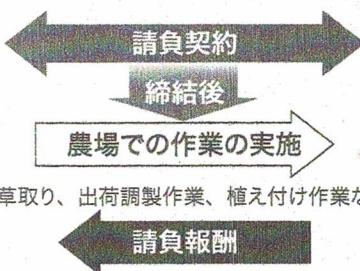 請負契約
締結後
農場での作業の実施
草取り、出荷調製作業、植え付け作業な
請負報酬